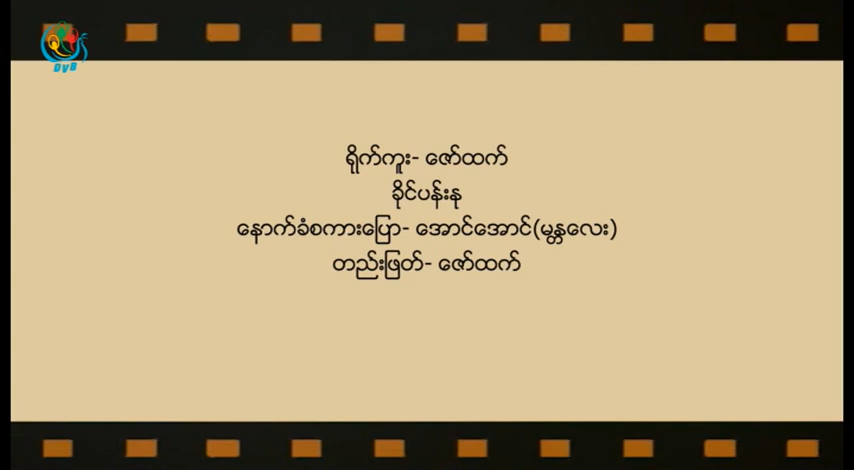 DVB
ရိုက်ကူး- ဇော်ထက်
ခိုင်ပန်းနု
နောက်ခံစကားပြော- အောင်အောင်(မန္တလေး)
တည်းဖြတ်- ဇော်ထက်